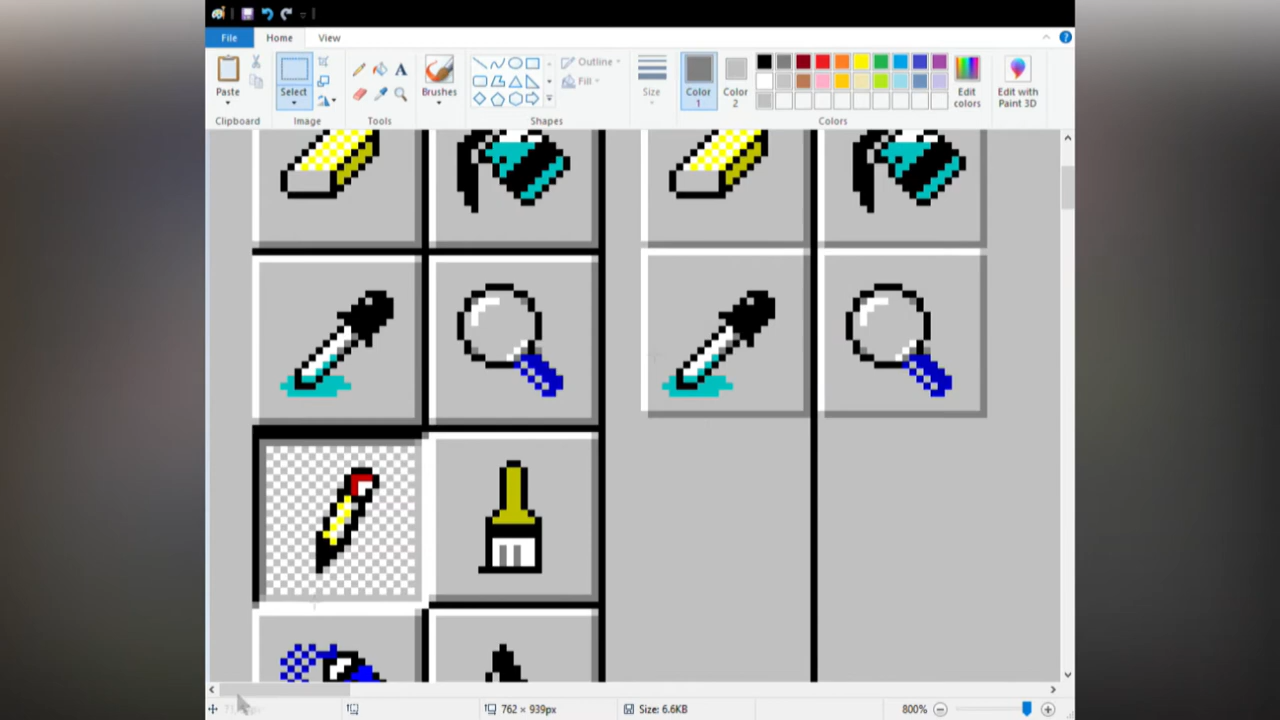 File Home View
Paste Select Brushes Outline Fill Size Color 1 Color 2 Edit colors Edit with Paint 3D
Clipboard Image Tools Shapes Colors
762 × 939px Size: 6.6KB 800%